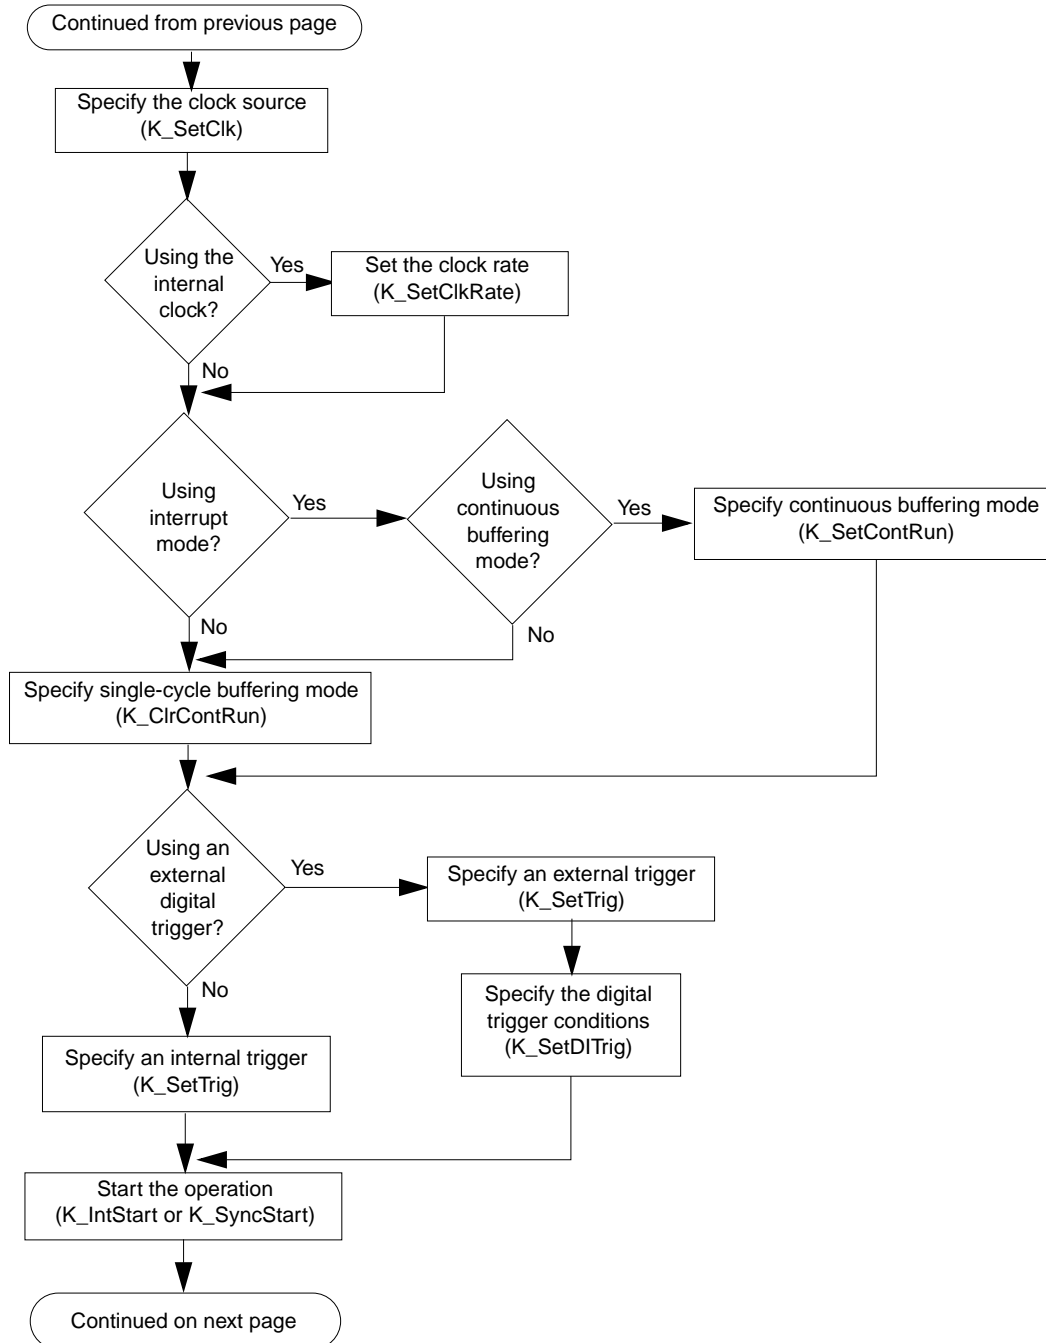 Continued from previous page
Specify the clock source
(K_SetClk)
Using the
internal
clock?
Yes
Set the clock rate
(K_SetClkRate)
No
Using
interrupt
mode?
Yes
Using
continuous
buffering
mode?
Yes
Specify continuous buffering mode
(K_SetContRun)
No
No
Specify single-cycle buffering mode
(K_ClrContRun)
Using an
external
digital
trigger?
Yes
Specify an external trigger
(K_SetTrig)
No
Specify the digital
trigger conditions
(K_SetDITrig)
Specify an internal trigger
(K_SetTrig)
Start the operation
(K_IntStart or K_SyncStart)
Continued on next page